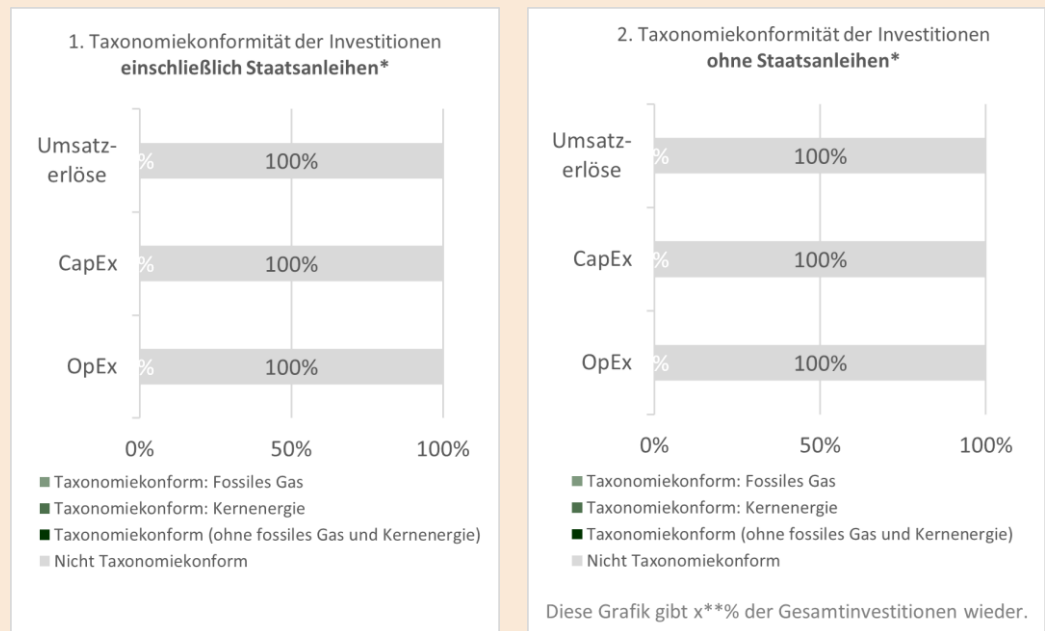 1. Taxonomiekonformität der Investitionen
einschließlich Staatsanleihen*
Umsatz-
erlöse
%
100%
CapEx
%
100%
OpEx
%
100%
0%
50%
100%
Taxonomiekonform: Fossiles Gas
Taxonomiekonform: Kernenergie
Taxonomiekonform (ohne fossiles Gas und Kernenergie)
Nicht Taxonomiekonform
2. Taxonomiekonformität der Investitionen
ohne Staatsanleihen*
Umsatz-
erlöse
%
100%
CapEx
%
100%
OpEx
%
100%
0%
50%
100%
Taxonomiekonform: Fossiles Gas
Taxonomiekonform: Kernenergie
Taxonomiekonform (ohne fossiles Gas und Kernenergie)
Nicht Taxonomiekonform
Diese Grafik gibt x**% der Gesamtinvestitionen wieder.